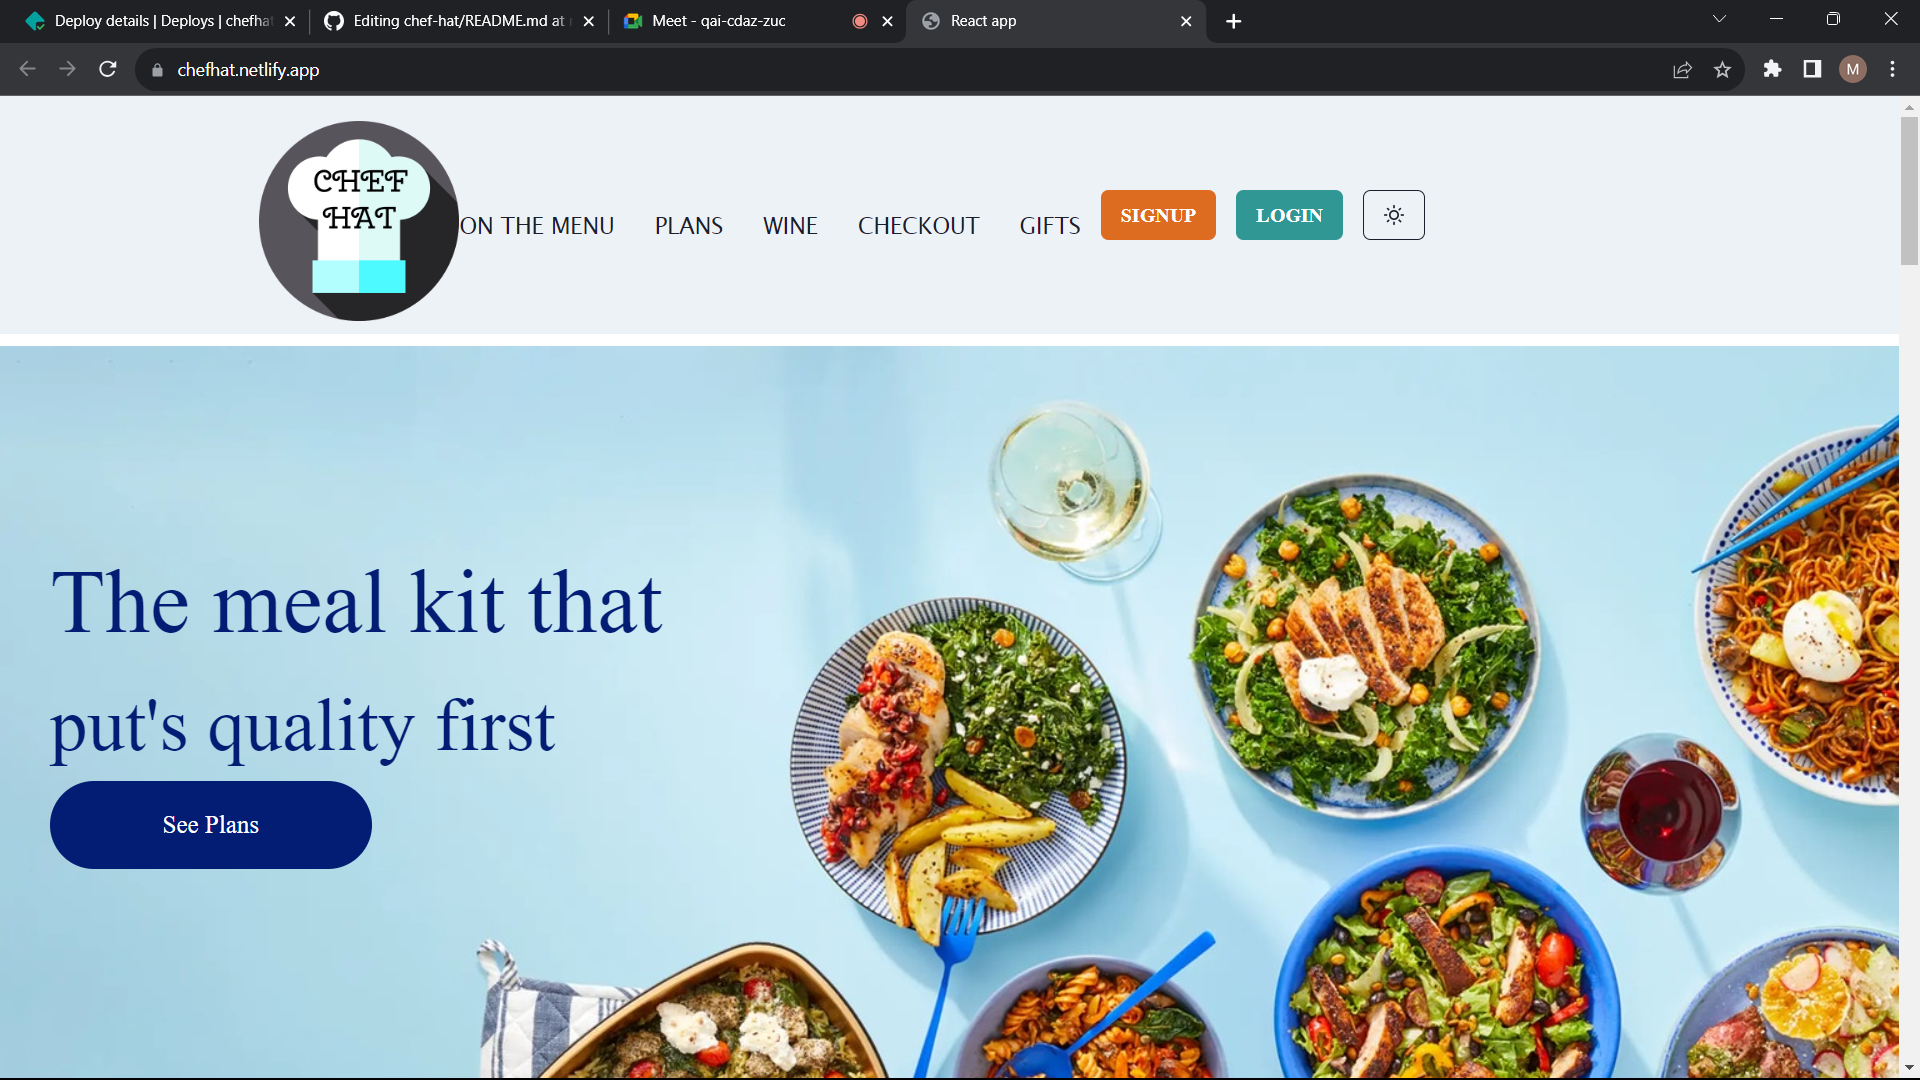 Deploy details | Deploys | chefha
Editing chef-hat/README.md at
Meet - qai-cdaz-zuc
React app
chefhat.netlify.app
M
CHEF
HAT
ON THE MENU PLANS WINE CHECKOUT GIFTS SIGNUP LOGIN
The meal kit that
put's quality first
See Plans